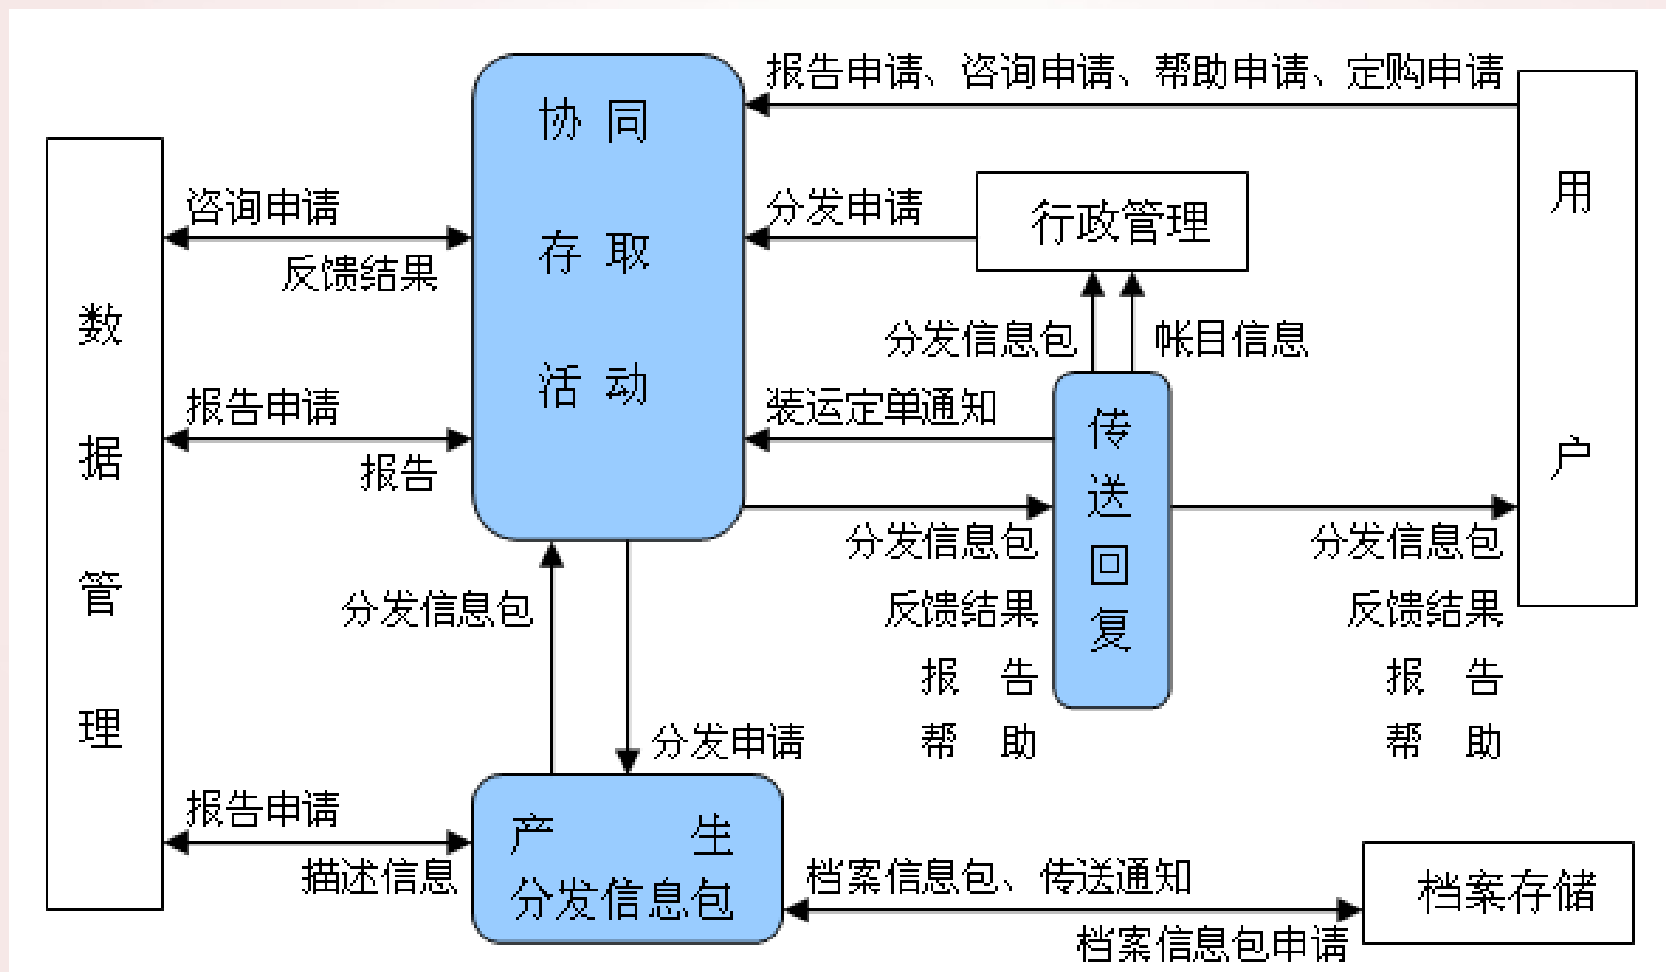 报告申请、咨询申请、帮助申请、定购申请
协同
存取
活动
用户
数据管理
咨询申请
反馈结果
分发申请
行政管理
分发信息包
帐目信息
报告申请
报告
装运定单通知
传送回复
分发信息包
反馈结果
报告
帮助
分发信息包
反馈结果
报告
帮助
分发信息包
分发申请
报告申请
描述信息
产生
分发信息包
档案信息包、传送通知
档案信息包申请
档案存储